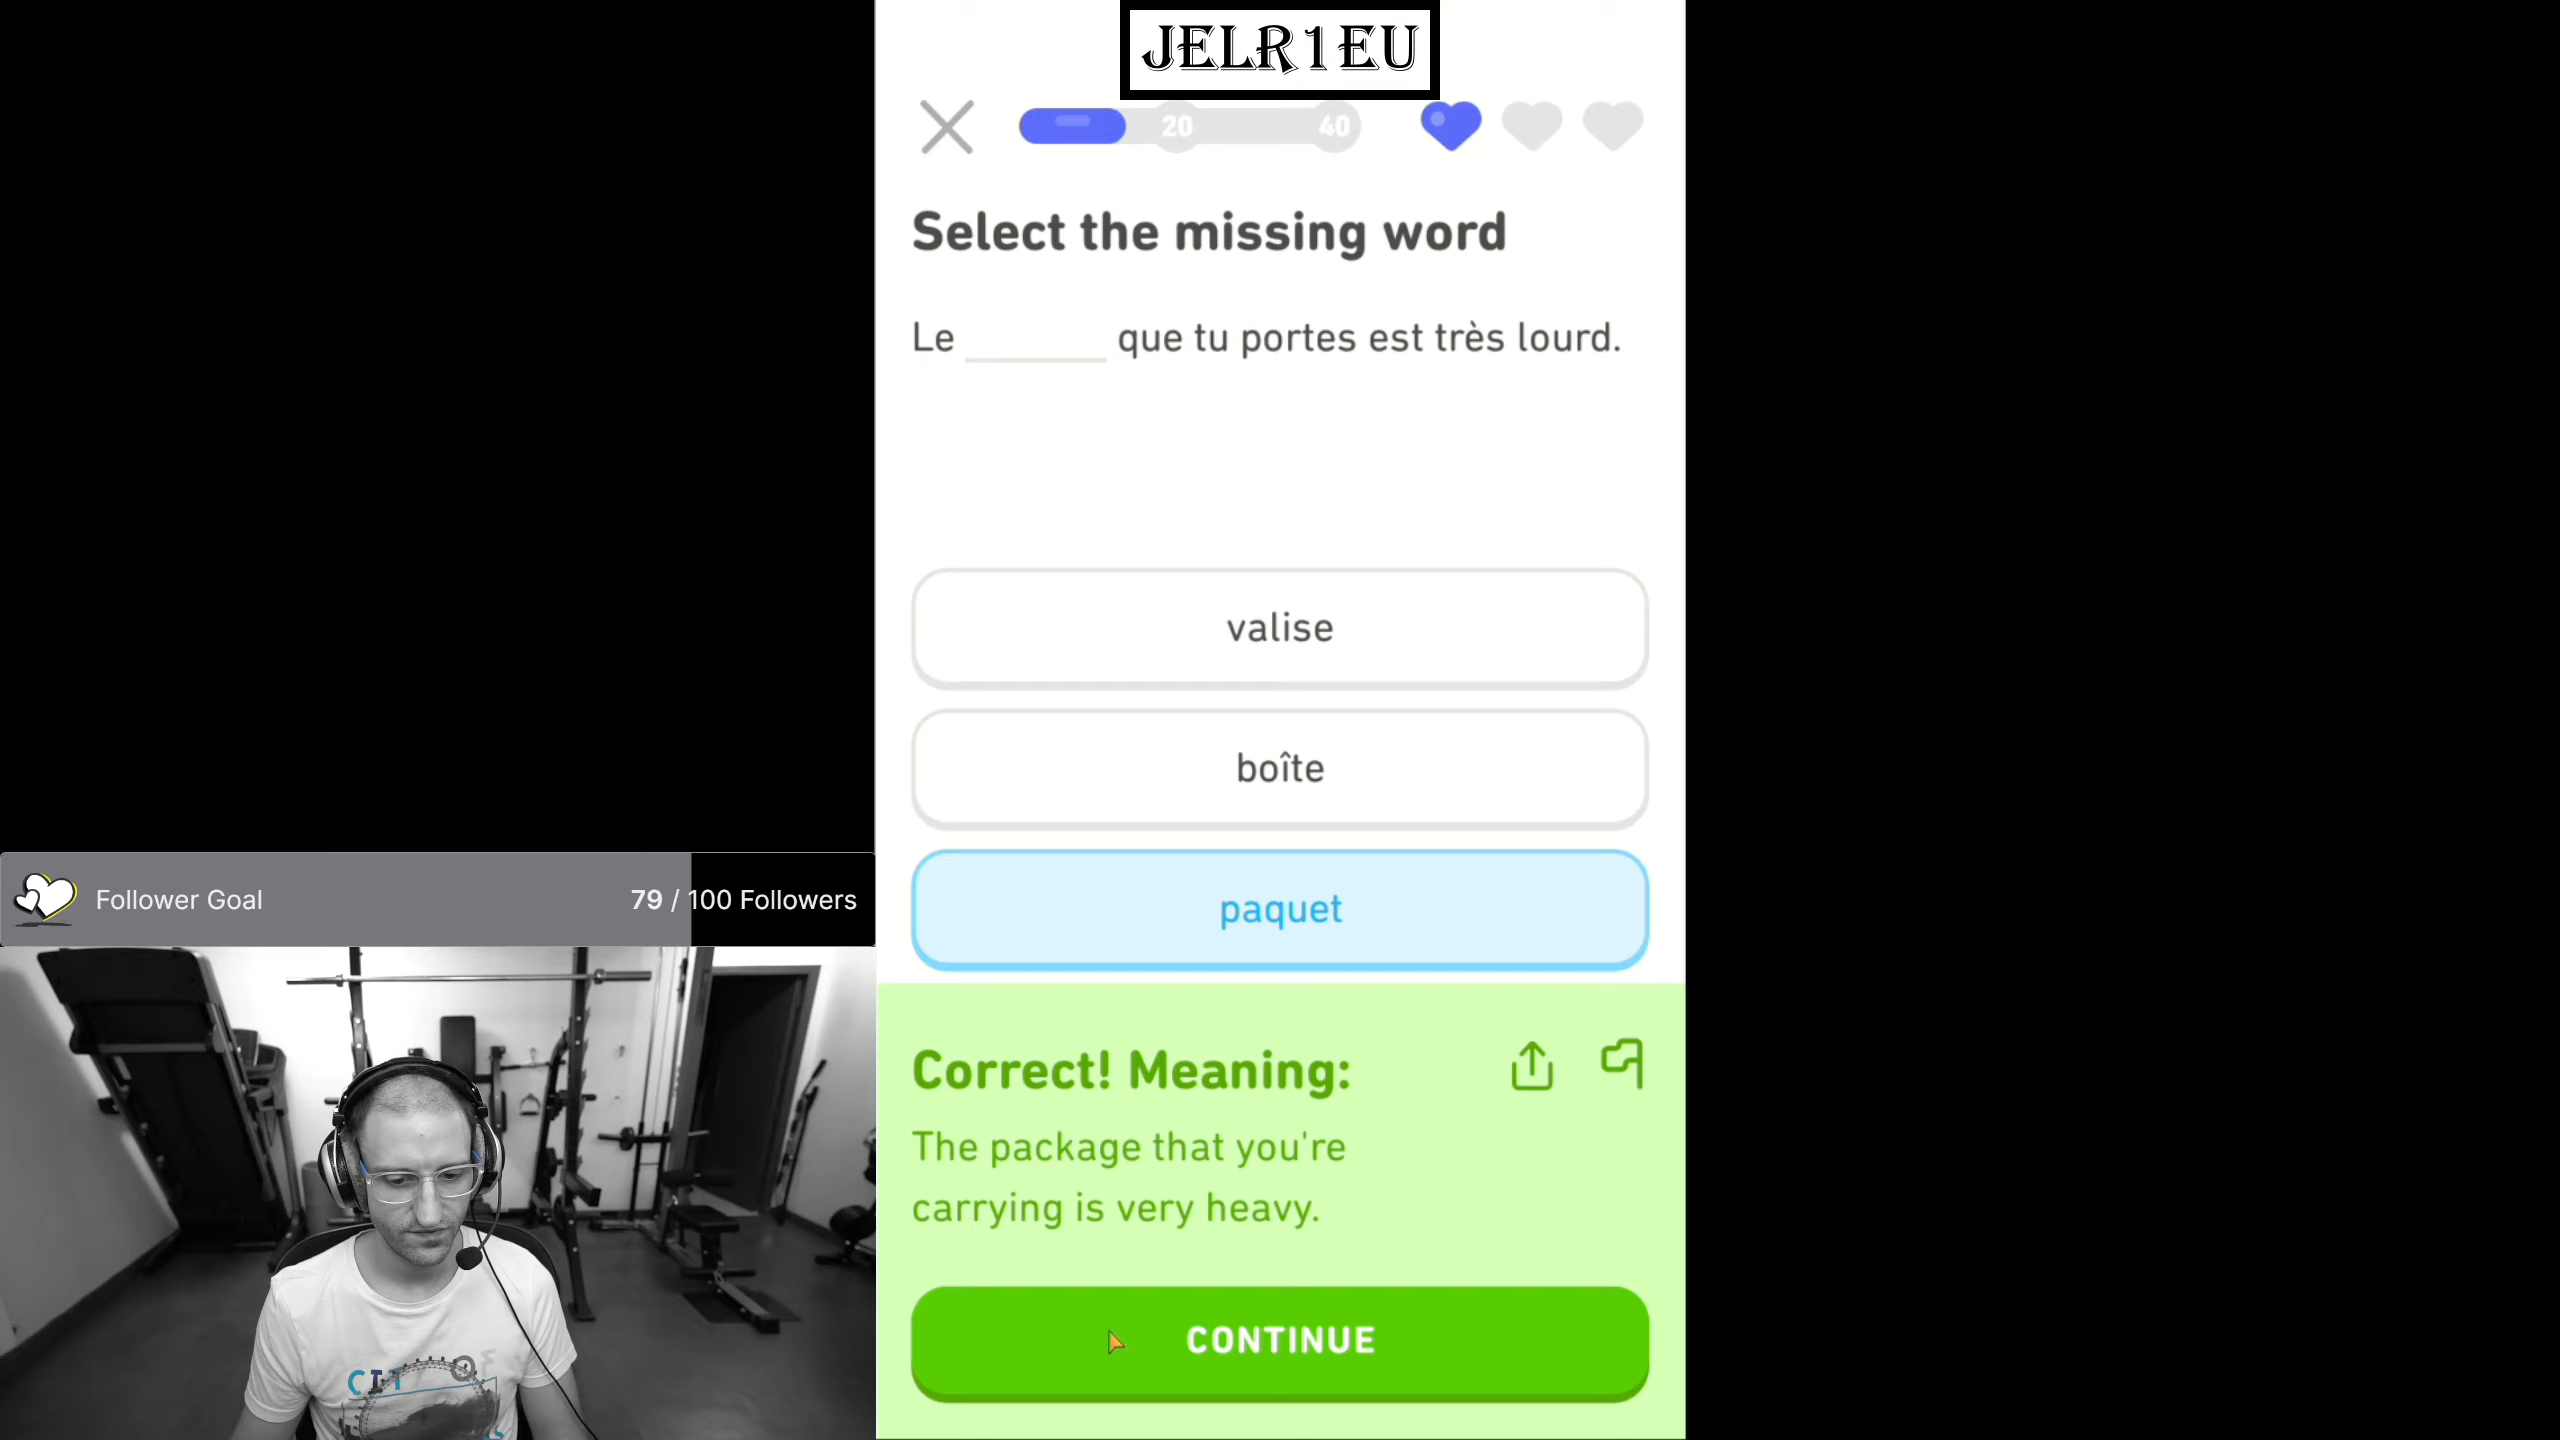 JELR1EU
20
40
Select the missing word
Le ______ que tu portes est très lourd.
valise
boîte
paquet
Follower Goal
79 / 100 Followers
Correct! Meaning:
The package that you're
carrying is very heavy.
CONTINUE